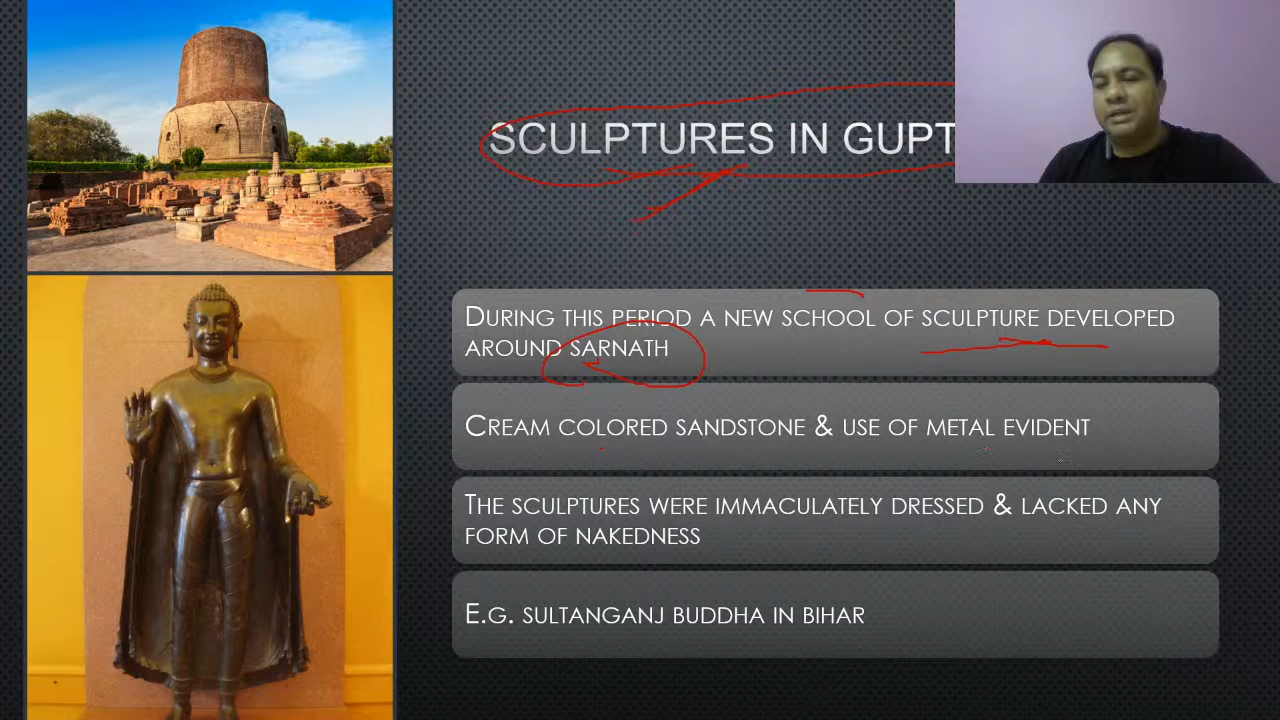 SCULPTURES IN GUPT
DURING THIS PERIOD A NEW SCHOOL OF SCULPTURE DEVELOPED
AROUND SARNATH
CREAM COLORED SANDSTONE & USE OF METAL EVIDENT
THE SCULPTURES WERE IMMACULATELY DRESSED & LACKED ANY
FORM OF NAKEDNESS
E.G. SULTANGANJ BUDDHA IN BIHAR